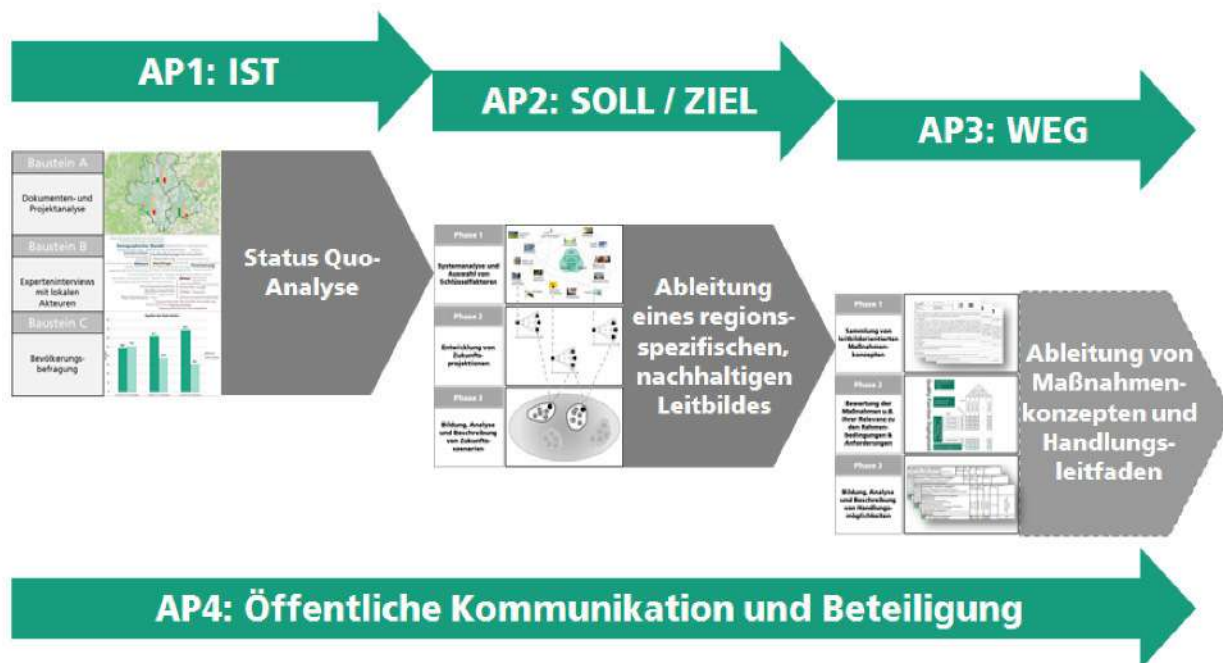 AP1: IST
AP2: SOLL / ZIEL
AP3: WEG
Baustein A
Dokumenten- und
Projektanalyse
Baustein B
Experteninterviews
mit lokalen
Akteuren
Baustein C
Bevölkerungs-
befragung
Status Quo-
Analyse
Phase 1
Systemanalyse und
Auswahl von
Schlüsselfaktoren
Phase 2
Entwicklung von
Zukunfts-
projektionen
Phase 3
Bildung, Analyse
und Beschreibung
von Zukunfts-
szenarien
Ableitung
eines regions-
spezifischen,
nachhaltigen
Leitbildes
Phase 1
Sammlung von
leitbildorientierten
Maßnahmen-
konzepten
Phase 2
Bewertung der
Maßnahmen u.B.
ihrer Relevanz zu
den Rahmen-
bedingungen &
Anforderungen
Phase 3
Bildung, Analyse
und Beschreibung
von Handlungs-
möglichkeiten
Ableitung von
Maßnahmen-
konzepten und
Handlungs-
leitfaden
AP4: Öffentliche Kommunikation und Beteiligung